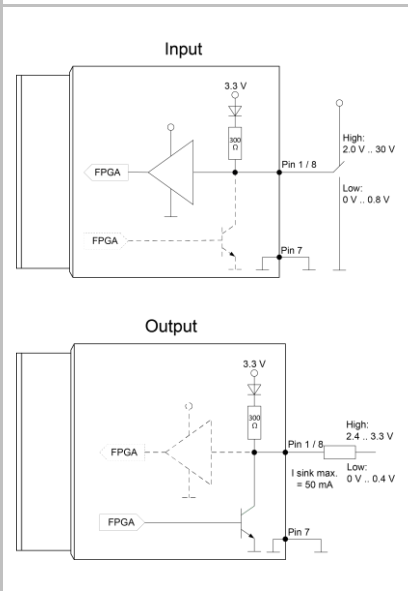 Input
3.3 V
300
Ω
FPGA
Pin 1 / 8
High:
2.0 V .. 30 V
Low:
0 V .. 0.8 V
FPGA
Pin 7
Output
3.3 V
300
Ω
FPGA
Pin 1 / 8
High:
2.4 .. 3.3 V
I sink max.
= 50 mA
Low:
0 V .. 0.4 V
FPGA
Pin 7